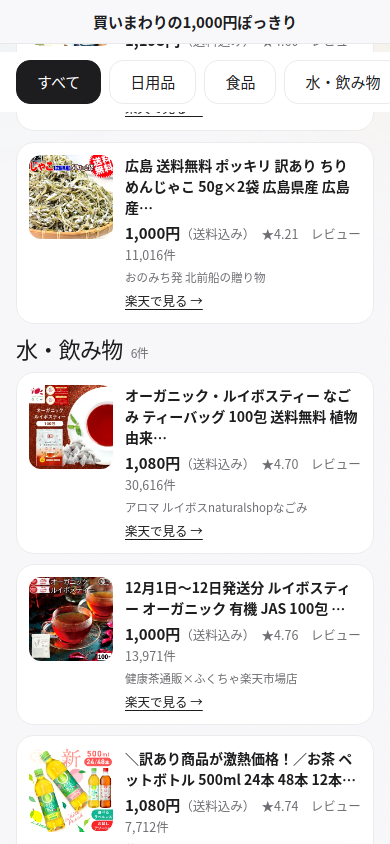 買いまわりの1,000円ぽっきり
すべて
日用品
食品
水・飲み物
広島 送料無料 ポッキリ 訳あり ちり
めんじゃこ 50g×2袋 広島県産 広島
産…
1,000円（送料込み） ★4.21 レビュー
11,016件
おのみち発 北前船の贈り物
楽天で見る →
水・飲み物 6件
オーガニック・ルイボスティー なご
み ティーバッグ 100包 送料無料 植物
由来…
1,080円（送料込み） ★4.70 レビュー
30,616件
アロマ ルイボスnaturalshopなごみ
楽天で見る →
12月1日〜12日発送分 ルイボスティ
ー オーガニック 有機 JAS 100包 …
1,000円（送料込み） ★4.76 レビュー
13,971件
健康茶通販×ふくちゃ楽天市場店
楽天で見る →
新
500ml
24/48本
＼訳あり商品が激熱価格！／お茶 ペ
ットボトル 500ml 24本 48本 12本…
1,080円（送料込み） ★4.74 レビュー
7,712件